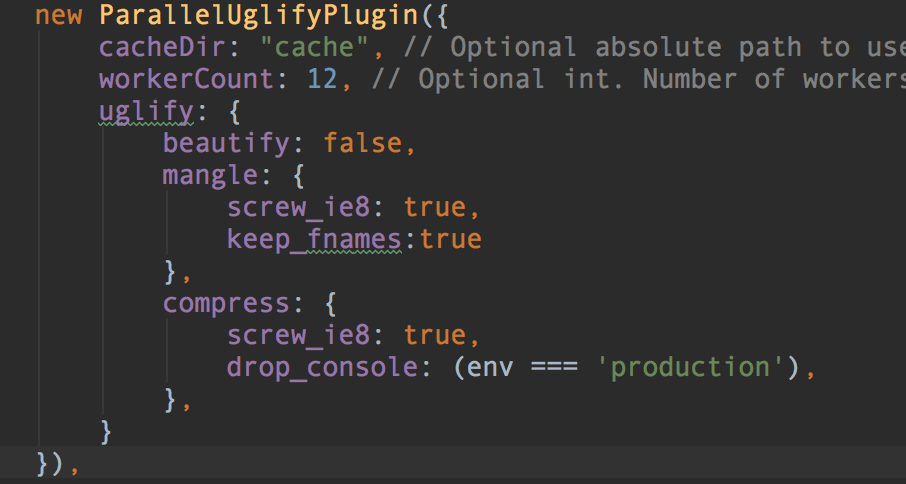 new ParallelUglifyPlugin({
cacheDir: "cache", // Optional absolute path to use
workerCount: 12, // Optional int. Number of workers
uglify: {
beautify: false,
mangle: {
screw_ie8: true,
keep_fnames:true
},
compress: {
screw_ie8: true,
drop_console: (env === 'production'),
},
}
}),